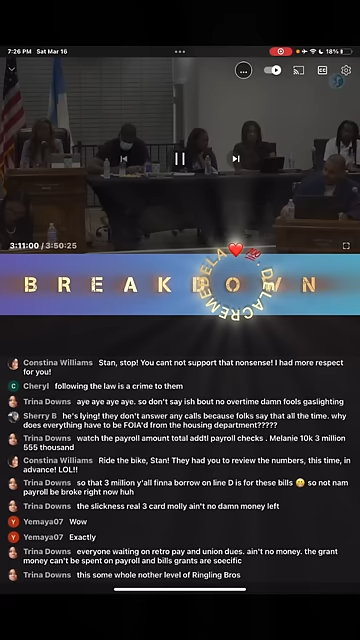 7:26 PM Sat Mar 16
18%
CC
3:11:00 / 3:50:25
BREAKDOWN
DELA ❤️ 💯 . DELACREME
Constina Williams Stan, stop! You cant not support that nonsense! I had more respect
for you!
C Cheryl following the law is a crime to them
Trina Downs aye aye aye aye. so don't say ish bout no overtime damn fools gaslighting
Sherry B he's lying! they don't answer any calls because folks say that all the time. why
does everything have to be FOIA'd from the housing department?????
Trina Downs watch the payroll amount total addtl payroll checks . Melanie 10k 3 million
555 thousand
Constina Williams Ride the bike, Stan! They had you to review the numbers, this time, in
advance! LOL!!
Trina Downs so that 3 million y'all finna borrow on line D is for these bills 🤨 so not nam
payroll be broke right now huh
Trina Downs the slickness real 3 card molly ain't no damn money left
Y Yemaya07 Wow
Y Yemaya07 Exactly
Trina Downs everyone waiting on retro pay and union dues. ain't no money. the grant
money can't be spent on payroll and bills grants are soecific
Trina Downs this some whole nother level of Ringling Bros